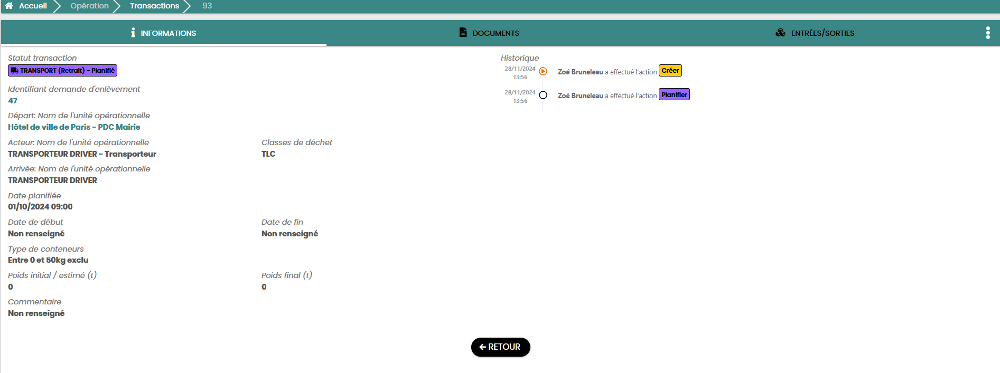 Accueil Opération Transactions 93
INFORMATIONS DOCUMENTS ENTRÉES/SORTIES
Statut transaction
TRANSPORT (Retrait) - Planifié
Identifiant demande d'enlèvement
47
Départ: Nom de l'unité opérationnelle
Hôtel de ville de Paris - PDC Mairie
Acteur: Nom de l'unité opérationnelle
TRANSPORTEUR DRIVER - Transporteur
Classes de déchet
TLC
Arrivée: Nom de l'unité opérationnelle
TRANSPORTEUR DRIVER
Date planifiée
01/10/2024 09:00
Date de début
Non renseigné
Date de fin
Non renseigné
Type de conteneurs
Entre 0 et 50kg exclu
Poids initial / estimé (t)
0
Poids final (t)
0
Commentaire
Non renseigné
Historique
28/11/2024
13:56
Zoé Bruneleau a effectué l'action Créer
28/11/2024
13:56
Zoé Bruneleau a effectué l'action Planifier
RETOUR